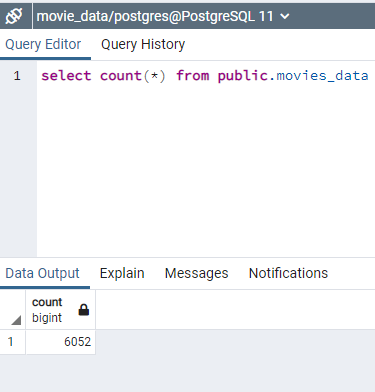 movie_data/postgres@PostgreSQL 11
Query Editor Query History
1 select count(*) from public.movies_data
Data Output Explain Messages Notifications
count
bigint
1 6052